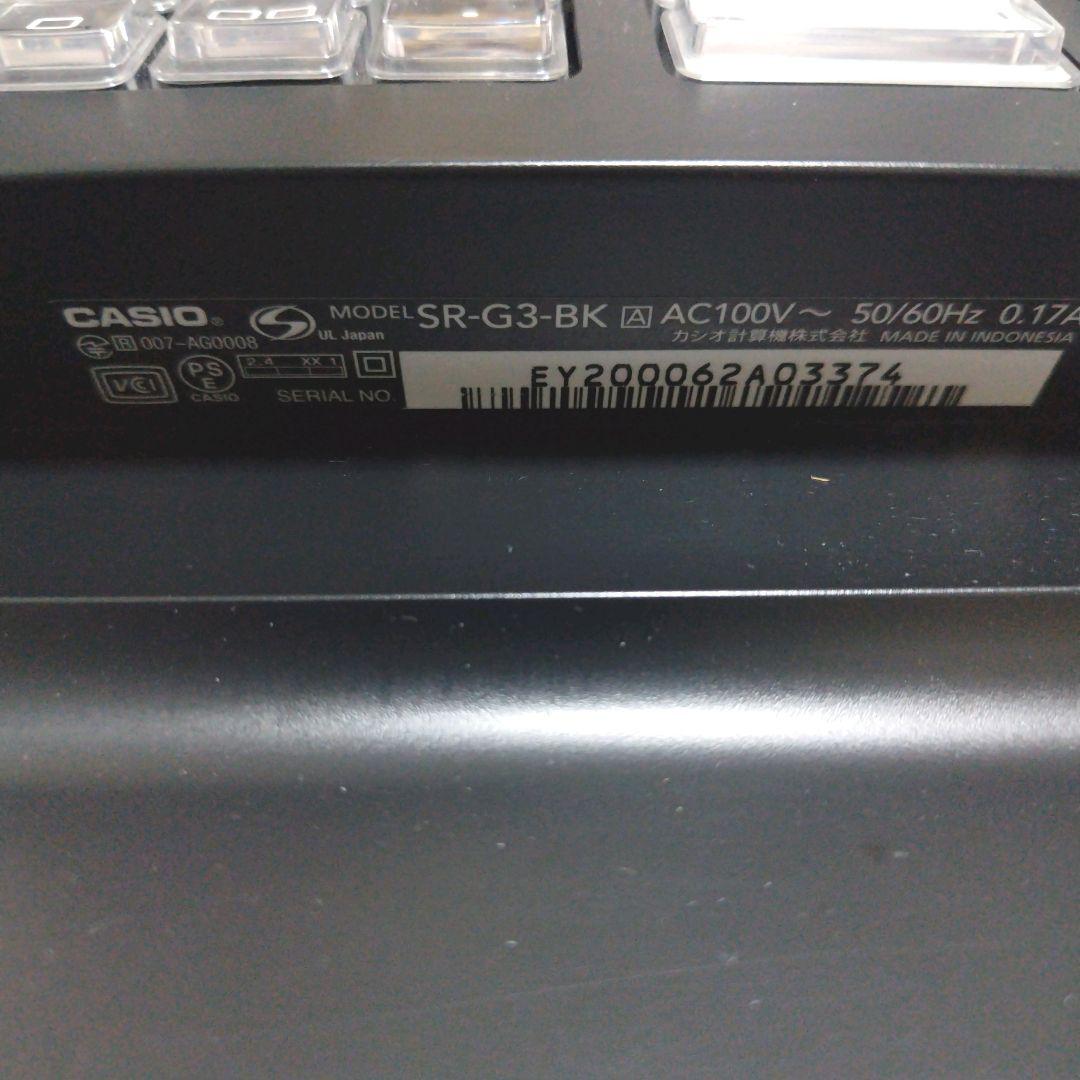 CASIO® UL Japan MODEL SR-G3-BK A AC100V～ 50/60Hz 0.17A
R 007-AG0008 カシオ計算機株式会社 MADE IN INDONESIA
VCI PS E CASIO 2.4 XX 1
SERIAL NO. EY200062A03374